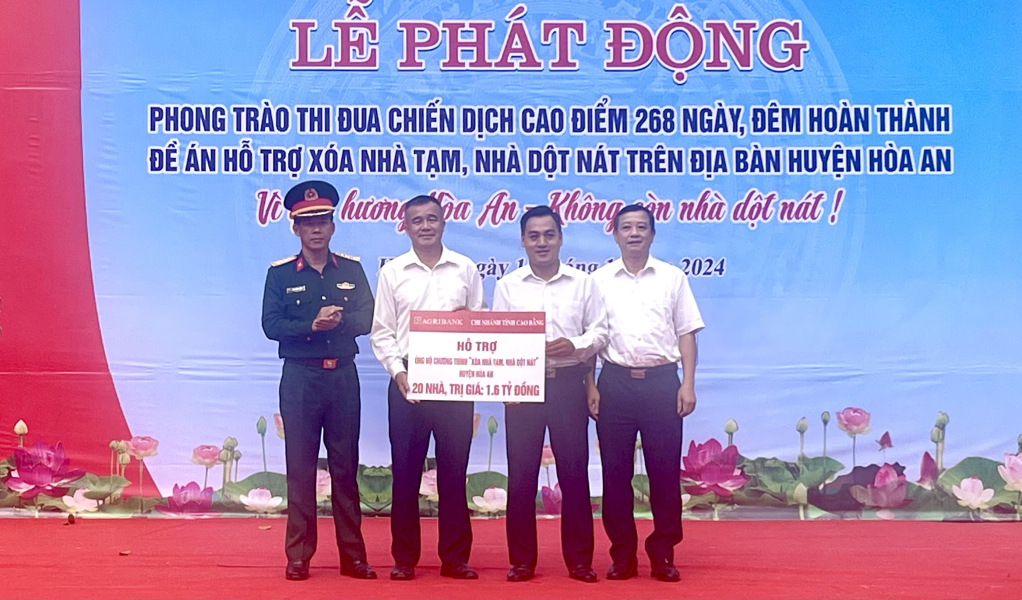 LỄ PHÁT ĐỘNG
PHONG TRÀO THI ĐUA CHIẾN DỊCH CAO ĐIỂM 268 NGÀY, ĐÊM HOÀN THÀNH
ĐỀ ÁN HỖ TRỢ XÓA NHÀ TẠM, NHÀ DỘT NÁT TRÊN ĐỊA BÀN HUYỆN HÒA AN
Vì hương Hòa An - Không còn nhà dột nát !
2024
AGRIBANK CHI NHÁNH TỈNH CAO BẰNG
HỖ TRỢ
ỦNG HỘ CHƯƠNG TRÌNH "XÓA NHÀ TẠM, NHÀ DỘT NÁT"
HUYỆN HÒA AN
20 NHÀ, TRỊ GIÁ: 1.6 TỶ ĐỒNG